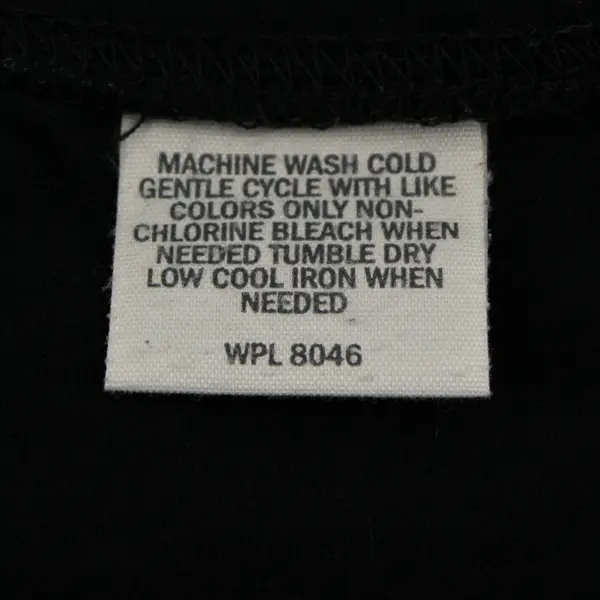 MACHINE WASH COLD
GENTLE CYCLE WITH LIKE
COLORS ONLY NON-
CHLORINE BLEACH WHEN
NEEDED TUMBLE DRY
LOW COOL IRON WHEN
NEEDED
WPL 8046